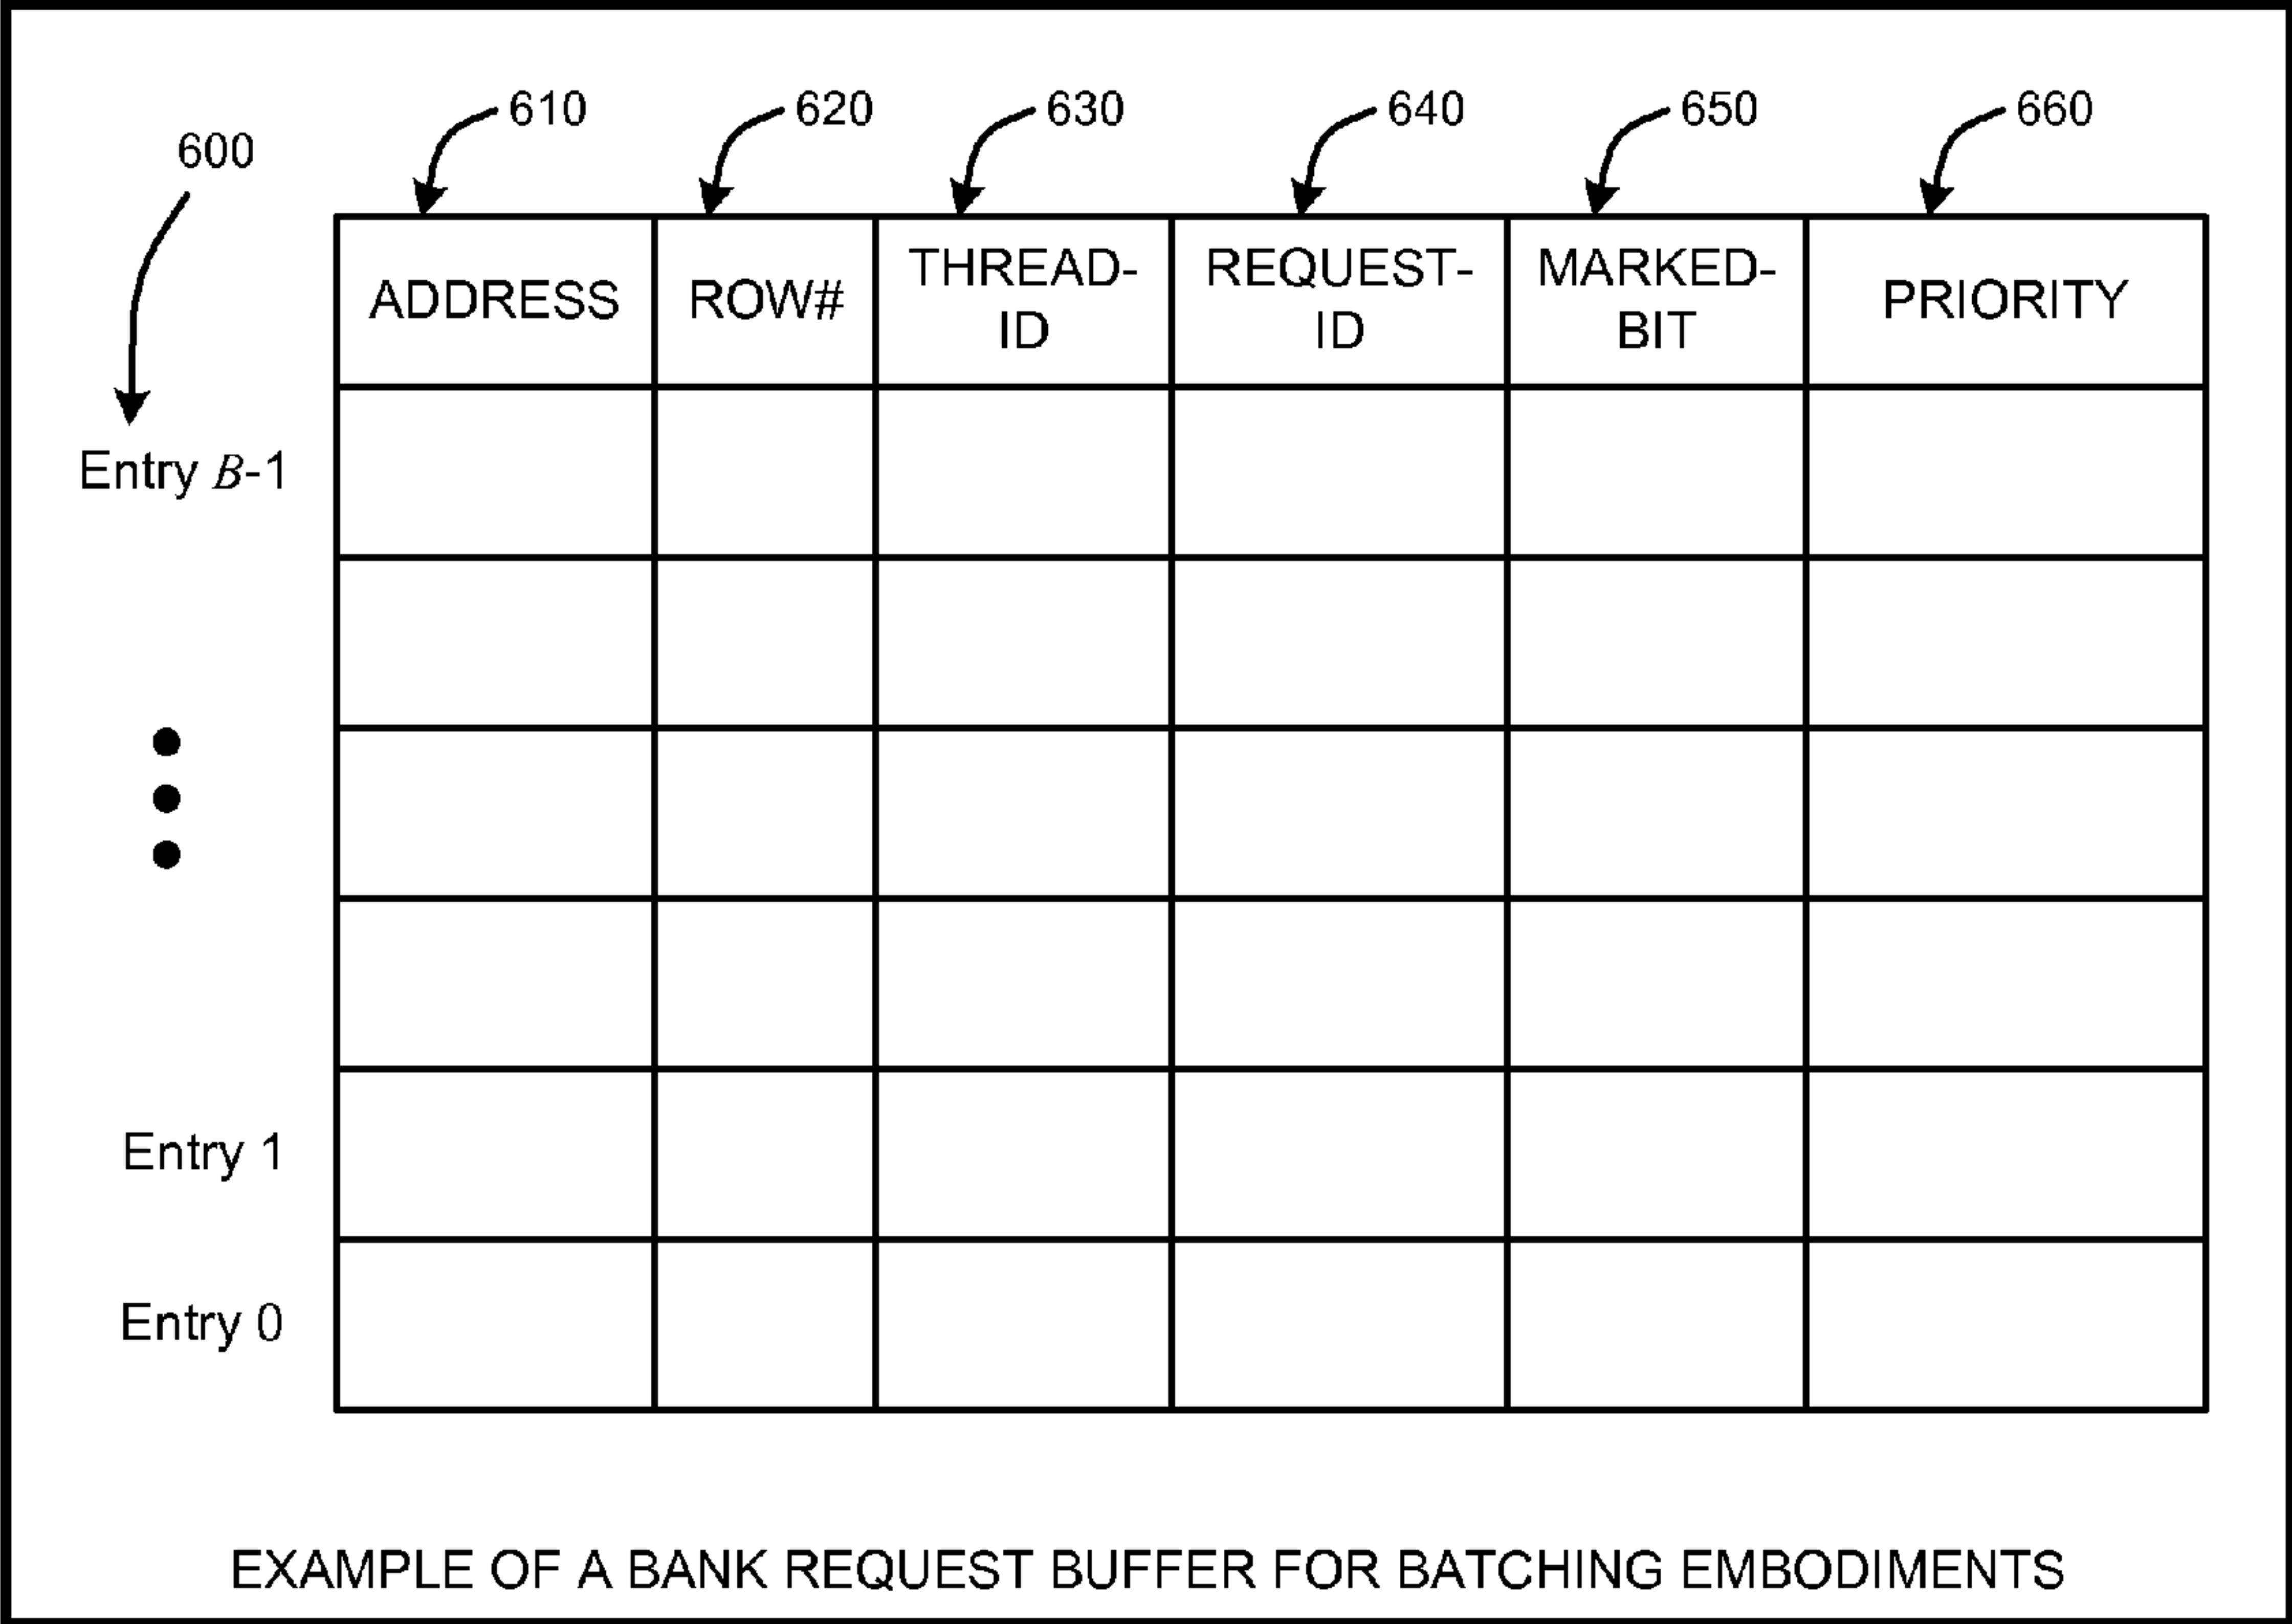 610 620 630 640 650 660
600
ADDRESS ROW# THREAD-ID REQUEST-ID MARKED-BIT PRIORITY
Entry B-1
Entry 1
Entry 0
EXAMPLE OF A BANK REQUEST BUFFER FOR BATCHING EMBODIMENTS